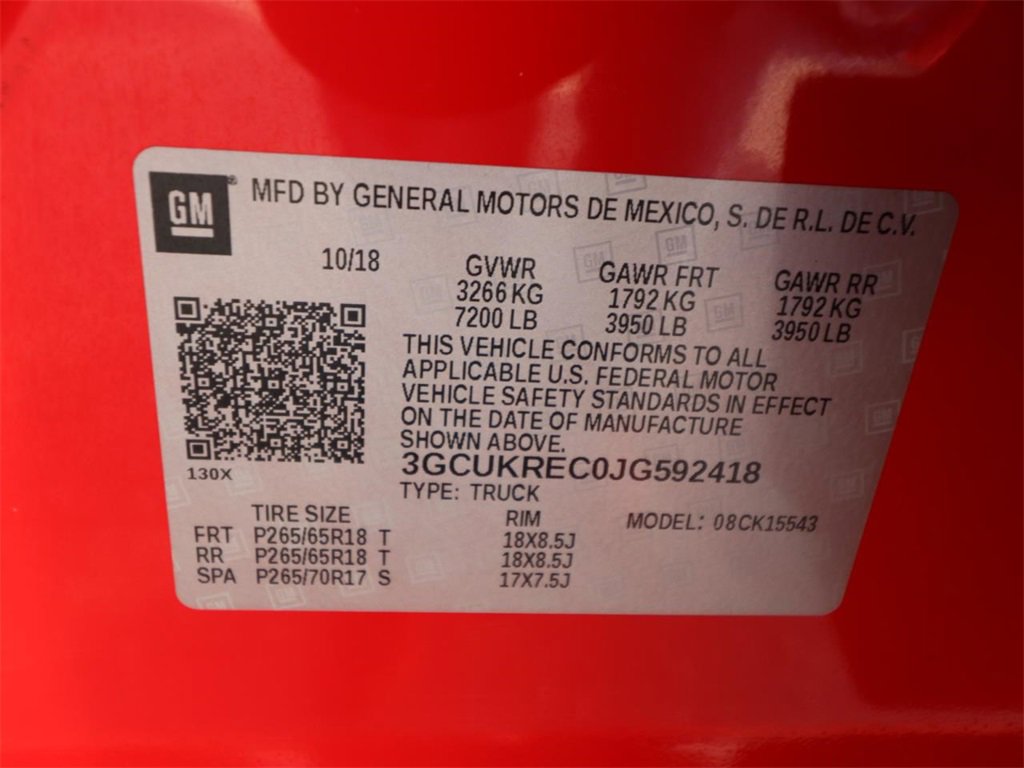 GM
MFD BY GENERAL MOTORS DE MEXICO, S. DE R.L. DE C.V.
10/18 GVWR GAWR FRT GAWR RR
3266 KG 1792 KG 1792 KG
7200 LB 3950 LB 3950 LB
THIS VEHICLE CONFORMS TO ALL
APPLICABLE U.S. FEDERAL MOTOR
VEHICLE SAFETY STANDARDS IN EFFECT
ON THE DATE OF MANUFACTURE
SHOWN ABOVE.
130X
3GCUKREC0JG592418
TYPE: TRUCK
TIRE SIZE RIM MODEL: 08CK15543
FRT P265/65R18 T 18X8.5J
RR P265/65R18 T 18X8.5J
SPA P265/70R17 S 17X7.5J